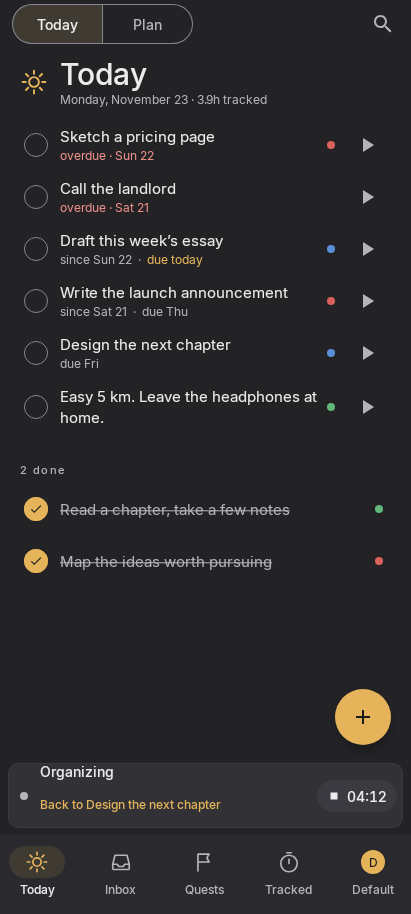 Today
Plan
Today
Monday, November 23 · 3.9h tracked
Sketch a pricing page
overdue · Sun 22
Call the landlord
overdue · Sat 21
Draft this week’s essay
since Sun 22 · due today
Write the launch announcement
since Sat 21 · due Thu
Design the next chapter
due Fri
Easy 5 km. Leave the headphones at
home.
2 done
Read a chapter, take a few notes
Map the ideas worth pursuing
Organizing
Back to Design the next chapter
04:12
D
Today
Inbox
Quests
Tracked
Default